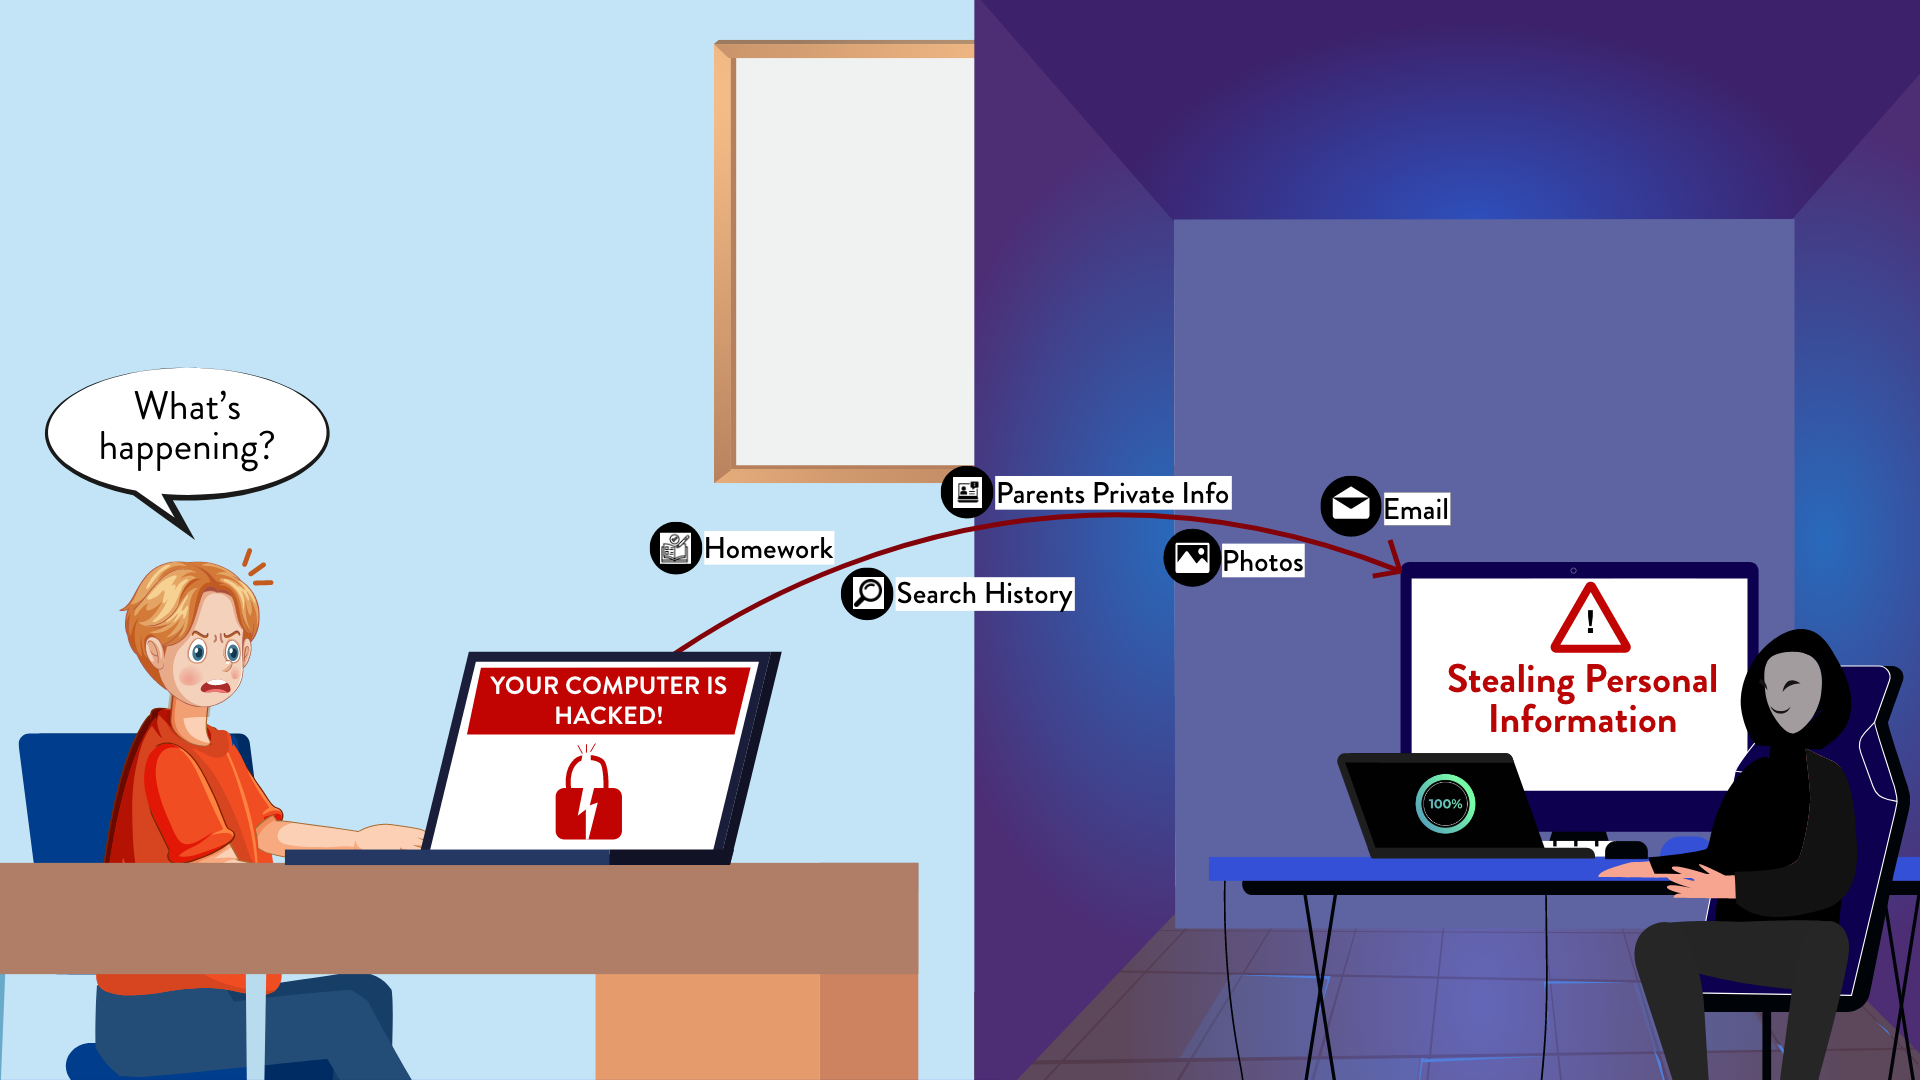 What's
happening?
Parents Private Info
Email
Homework
Photos
Search History
YOUR COMPUTER IS
HACKED!
!
Stealing Personal
Information
100%